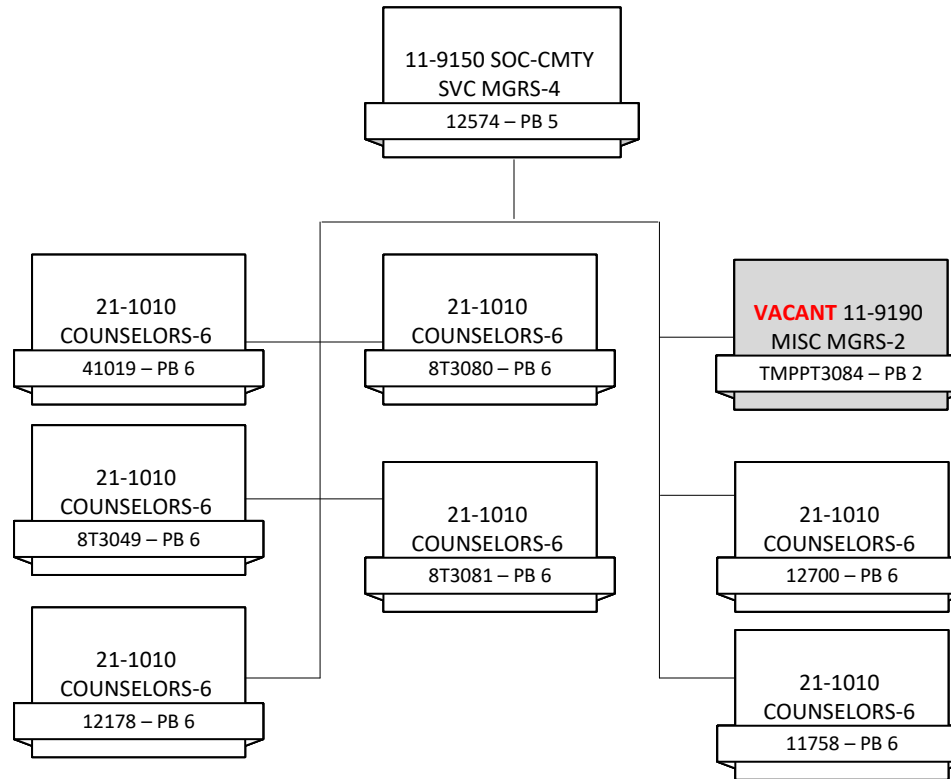 11-9150 SOC-CMTY
SVC MGRS-4
12574 – PB 5
21-1010
COUNSELORS-6
41019 – PB 6
21-1010
COUNSELORS-6
8T3080 – PB 6
VACANT 11-9190
MISC MGRS-2
TMPPT3084 – PB 2
21-1010
COUNSELORS-6
8T3049 – PB 6
21-1010
COUNSELORS-6
8T3081 – PB 6
21-1010
COUNSELORS-6
12700 – PB 6
21-1010
COUNSELORS-6
12178 – PB 6
21-1010
COUNSELORS-6
11758 – PB 6